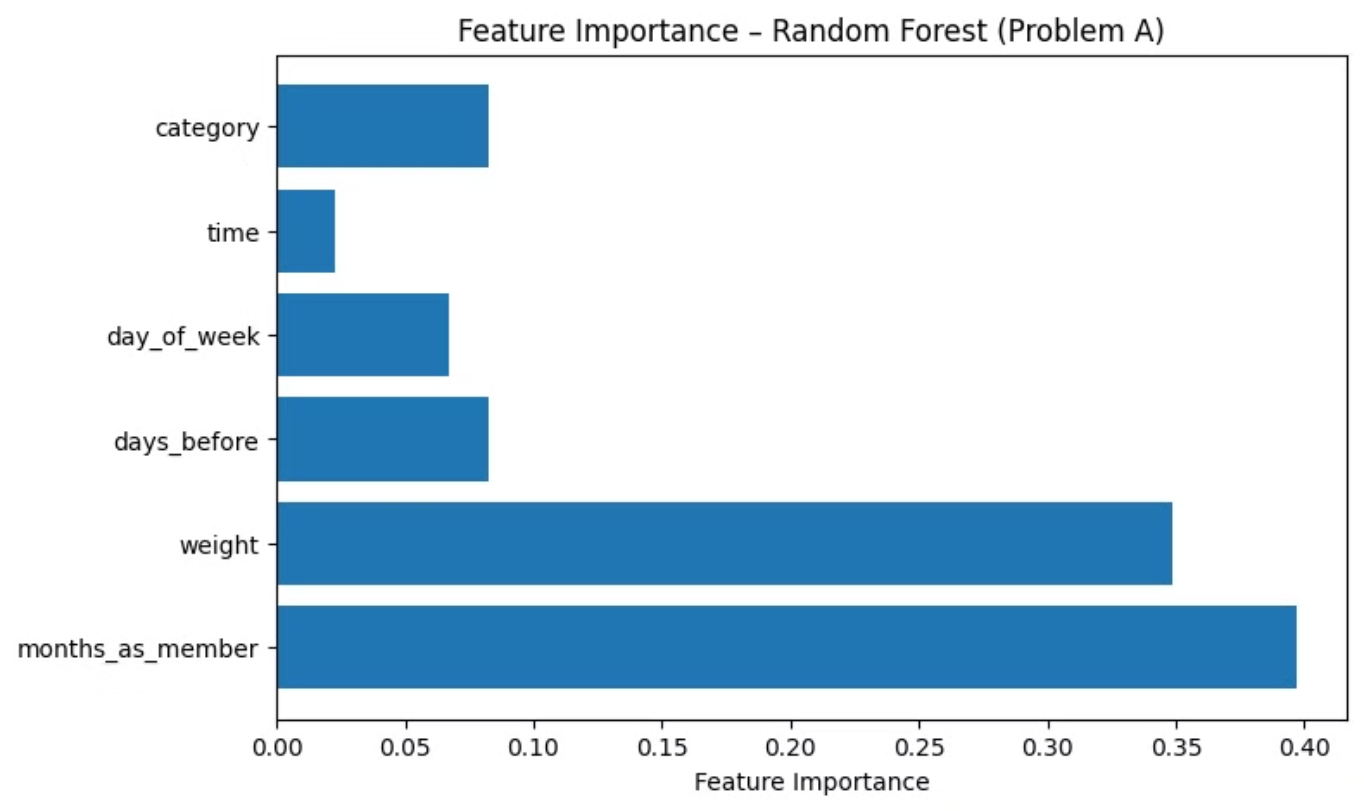 Feature Importance – Random Forest (Problem A)
category
time
day_of_week
days_before
weight
months_as_member
0.00 0.05 0.10 0.15 0.20 0.25 0.30 0.35 0.40
Feature Importance